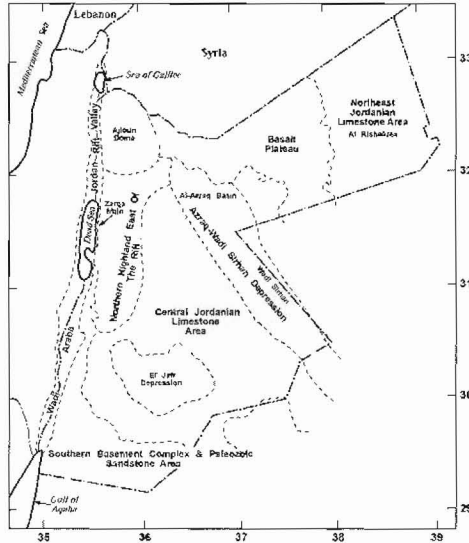 Lebanon
Mediterranean Sea
Syria
Sea of Galilee
Jordan Rift Valley
Ajloun
Dome
Basalt
Plateau
Northeast
Jordanian
Limestone Area
Al Risha Area
Zarqa
Main
Dead Sea
Northern Highland East Of
The Rift
Al-Azraq Basin
Azraq-Wadi Sirhan Depression
Wadi Sirhan
Central Jordanian
Limestone
Area
El Jafr
Depression
Wadi Araba
Southern Basement Complex & Paleozoic
Sandstone Area
Gulf of
Aqaba
33
32
31
30
29
35 36 37 38 39